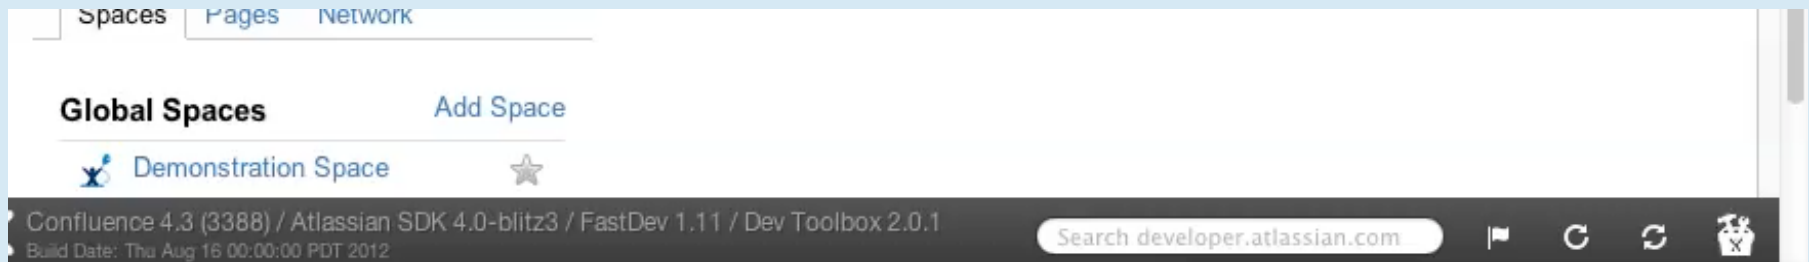 Spaces Pages Network
Global Spaces Add Space
Demonstration Space
Confluence 4.3 (3388) / Atlassian SDK 4.0-blitz3 / FastDev 1.11 / Dev Toolbox 2.0.1
Build Date: Thu Aug 16 00:00:00 PDT 2012
Search developer.atlassian.com